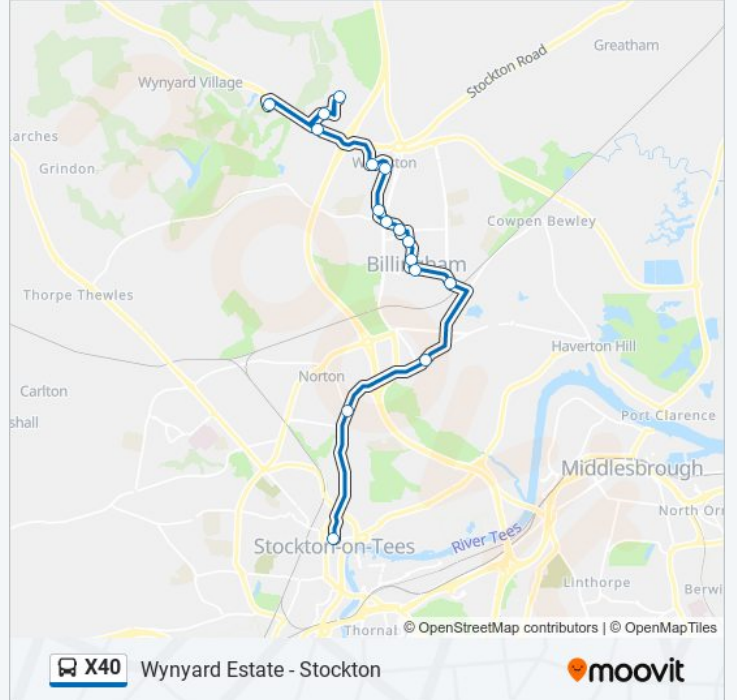 Greatham
Stockton Road
Wynyard Village
arches
Grindon
Cowpen Bewley
Billingham
Thorpe Thewles
Haverton Hill
Norton
Carlton
shall
Port Clarence
Middlesbrough
North Orm
Stockton-on-Tees
River Tees
Linthorpe
Berwi
Thornal
© OpenStreetMap contributors | © OpenMapTiles
X40 Wynyard Estate - Stockton
moovit